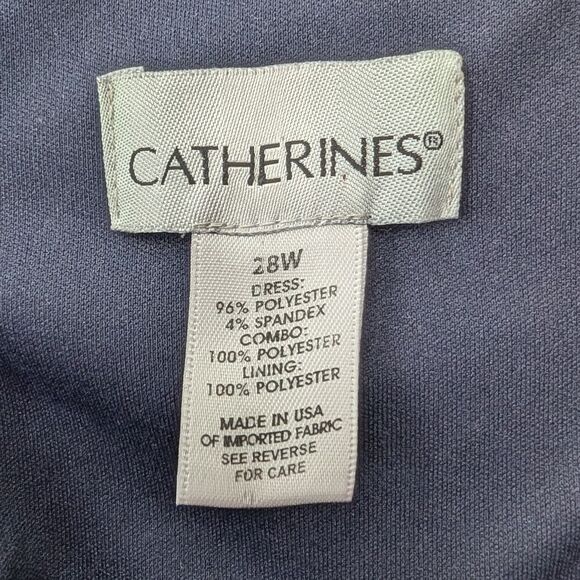 CATHERINES®
28W
DRESS:
96% POLYESTER
4% SPANDEX
COMBO:
100% POLYESTER
LINING:
100% POLYESTER
MADE IN USA
OF IMPORTED FABRIC
SEE REVERSE
FOR CARE